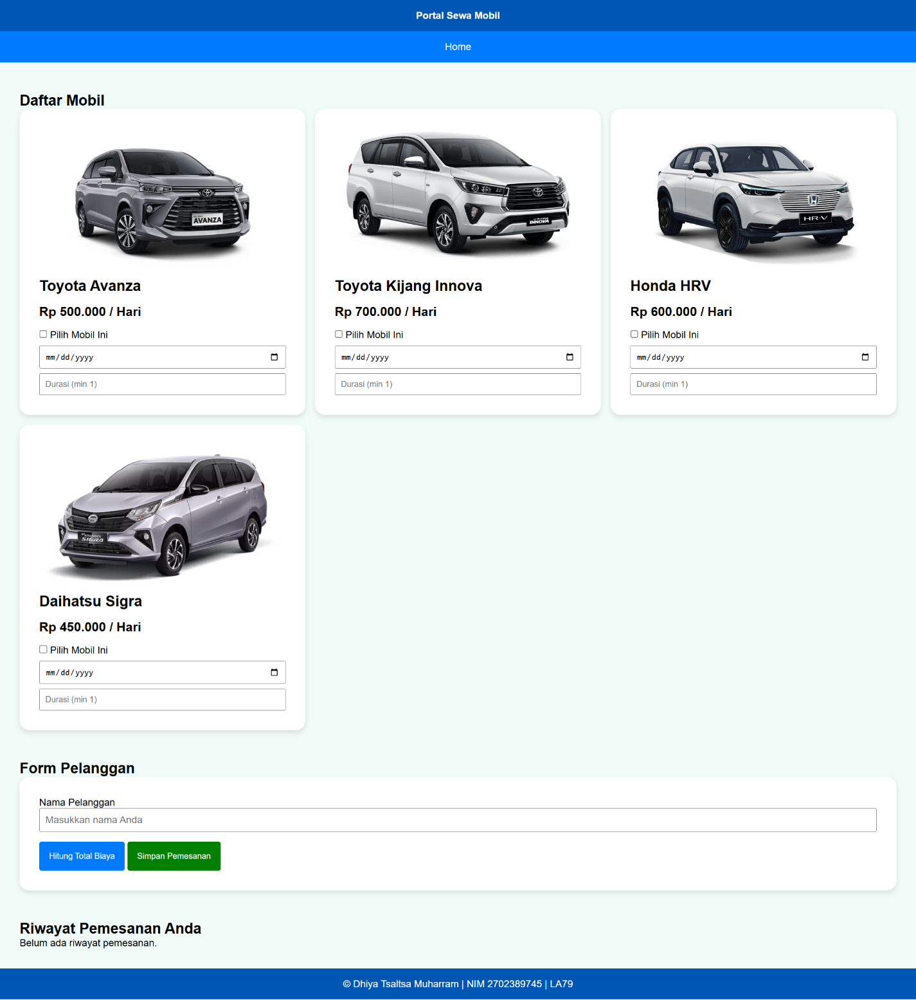 Portal Sewa Mobil
Home
Daftar Mobil
AVANZA
Toyota Avanza
Rp 500.000 / Hari
Pilih Mobil Ini
mm/dd/yyyy
Durasi (min 1)
INNOVA
Toyota Kijang Innova
Rp 700.000 / Hari
Pilih Mobil Ini
mm/dd/yyyy
Durasi (min 1)
HR-V
Honda HRV
Rp 600.000 / Hari
Pilih Mobil Ini
mm/dd/yyyy
Durasi (min 1)
SIGRA
Daihatsu Sigra
Rp 450.000 / Hari
Pilih Mobil Ini
mm/dd/yyyy
Durasi (min 1)
Form Pelanggan
Nama Pelanggan
Masukkan nama Anda
Hitung Total Biaya
Simpan Pemesanan
Riwayat Pemesanan Anda
Belum ada riwayat pemesanan.
© Dhiya Tsaltsa Muharram | NIM 2702389745 | LA79